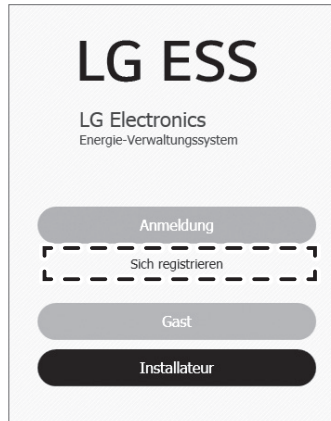 LG ESS
LG Electronics
Energie-Verwaltungssystem
Anmeldung
Sich registrieren
Gast
Installateur